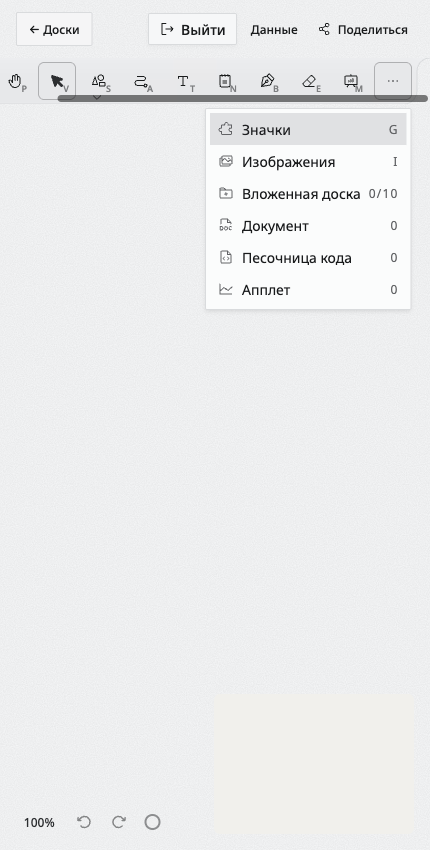 ← Доски Выйти Данные Поделиться
P V S A T N B E M ...
Значки G
Изображения I
Вложенная доска 0/10
Документ 0
Песочница кода 0
Апплет 0
100%